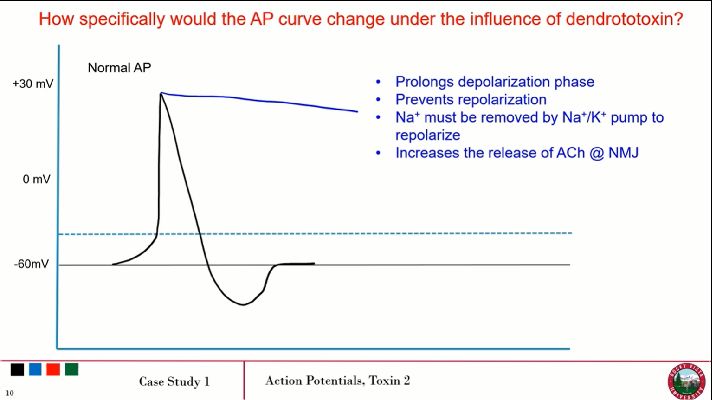 How specifically would the AP curve change under the influence of dendrototoxin?
+30 mV
Normal AP
• Prolongs depolarization phase
• Prevents repolarization
• Na⁺ must be removed by Na⁺/K⁺ pump to
repolarize
• Increases the release of ACh @ NMJ
0 mV
-60mV
Case Study 1
Action Potentials, Toxin 2
10